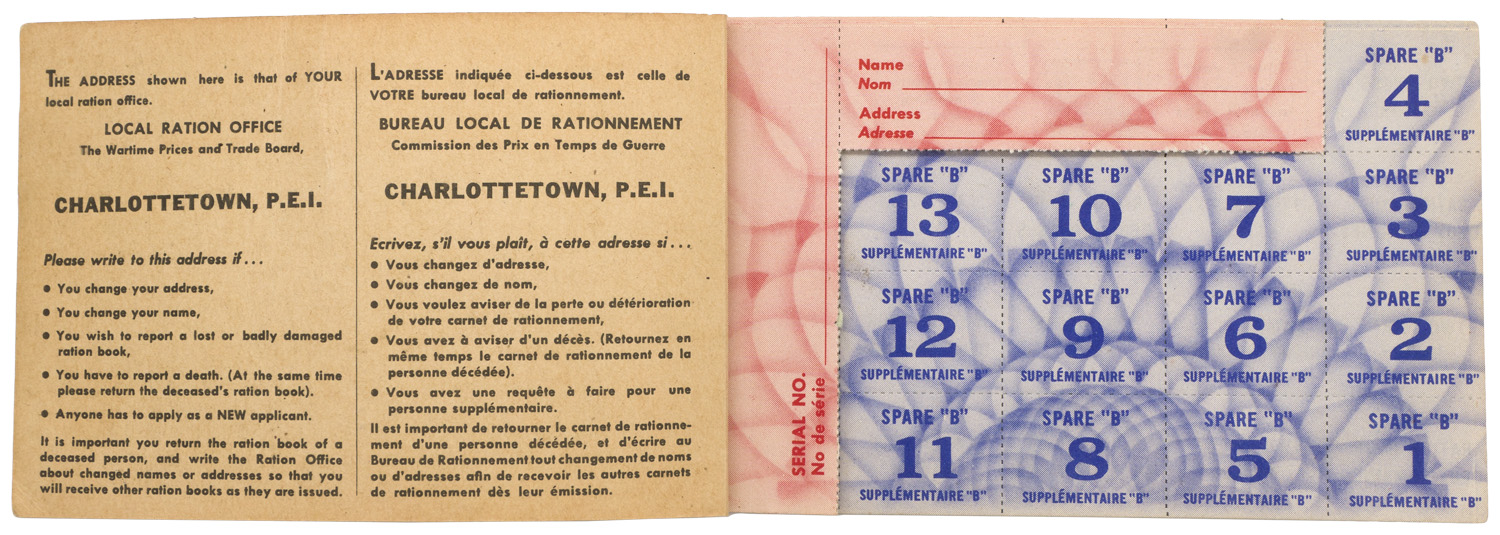 THE ADDRESS shown here is that of YOUR
local ration office.
LOCAL RATION OFFICE
The Wartime Prices and Trade Board,
CHARLOTTETOWN, P.E.I.
Please write to this address if . . .
● You change your address,
● You change your name,
● You wish to report a lost or badly damaged
ration book,
● You have to report a death. (At the same time
please return the deceased's ration book).
● Anyone has to apply as a NEW applicant.
It is important you return the ration book of a
deceased person, and write the Ration Office
about changed names or addresses so that you
will receive other ration books as they are issued.
L'ADRESSE indiquée ci-dessous est celle de
VOTRE bureau local de rationnement.
BUREAU LOCAL DE RATIONNEMENT
Commission des Prix en Temps de Guerre
CHARLOTTETOWN, P.E.I.
Ecrivez, s'il vous plaît, à cette adresse si . . .
● Vous changez d'adresse,
● Vous changez de nom,
● Vous voulez aviser de la perte ou détérioration
de votre carnet de rationnement,
● Vous avez à aviser d'un décès. (Retournez en
même temps le carnet de rationnement de la
personne décédée).
● Vous avez une requête à faire pour une
personne supplémentaire.
Il est important de retourner le carnet de rationne-
ment d'une personne décédée, et d'écrire au
Bureau de Rationnement tout changement de noms
ou d'adresses afin de recevoir les autres carnets
de rationnement dès leur émission.
SERIAL NO.
No de série
Name
Nom
Address
Adresse
SPARE "B"
4
SUPPLÉMENTAIRE "B"
SPARE "B"
13
SUPPLÉMENTAIRE "B"
SPARE "B"
10
SUPPLÉMENTAIRE "B"
SPARE "B"
7
SUPPLÉMENTAIRE "B"
SPARE "B"
3
SUPPLÉMENTAIRE "B"
SPARE "B"
12
SUPPLÉMENTAIRE "B"
SPARE "B"
9
SUPPLÉMENTAIRE "B"
SPARE "B"
6
SUPPLÉMENTAIRE "B"
SPARE "B"
2
SUPPLÉMENTAIRE "B"
SPARE "B"
11
SUPPLÉMENTAIRE "B"
SPARE "B"
8
SUPPLÉMENTAIRE "B"
SPARE "B"
5
SUPPLÉMENTAIRE "B"
SPARE "B"
1
SUPPLÉMENTAIRE "B"